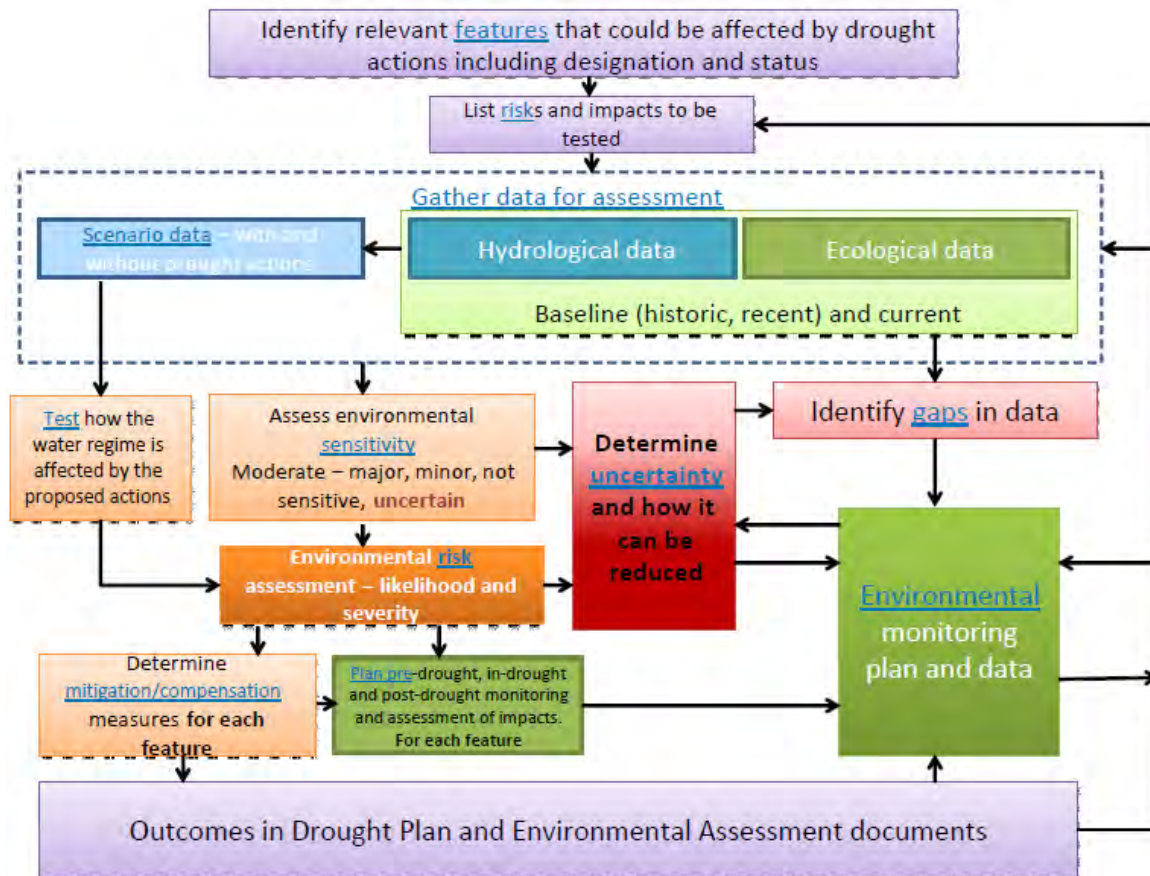 Identify relevant features that could be affected by drought
actions including designation and status
List risks and impacts to be
tested
Gather data for assessment
Scenario data – with and
without drought actions
Hydrological data
Ecological data
Baseline (historic, recent) and current
Test how the
water regime is
affected by the
proposed actions
Assess environmental
sensitivity
Moderate – major, minor, not
sensitive, uncertain
Determine
uncertainty
and how it
can be
reduced
Identify gaps in data
Environmental risk
assessment – likelihood and
severity
Environmental
monitoring
plan and data
Determine
mitigation/compensation
measures for each
feature
Plan pre-drought, in-drought
and post-drought monitoring
and assessment of impacts.
For each feature
Outcomes in Drought Plan and Environmental Assessment documents